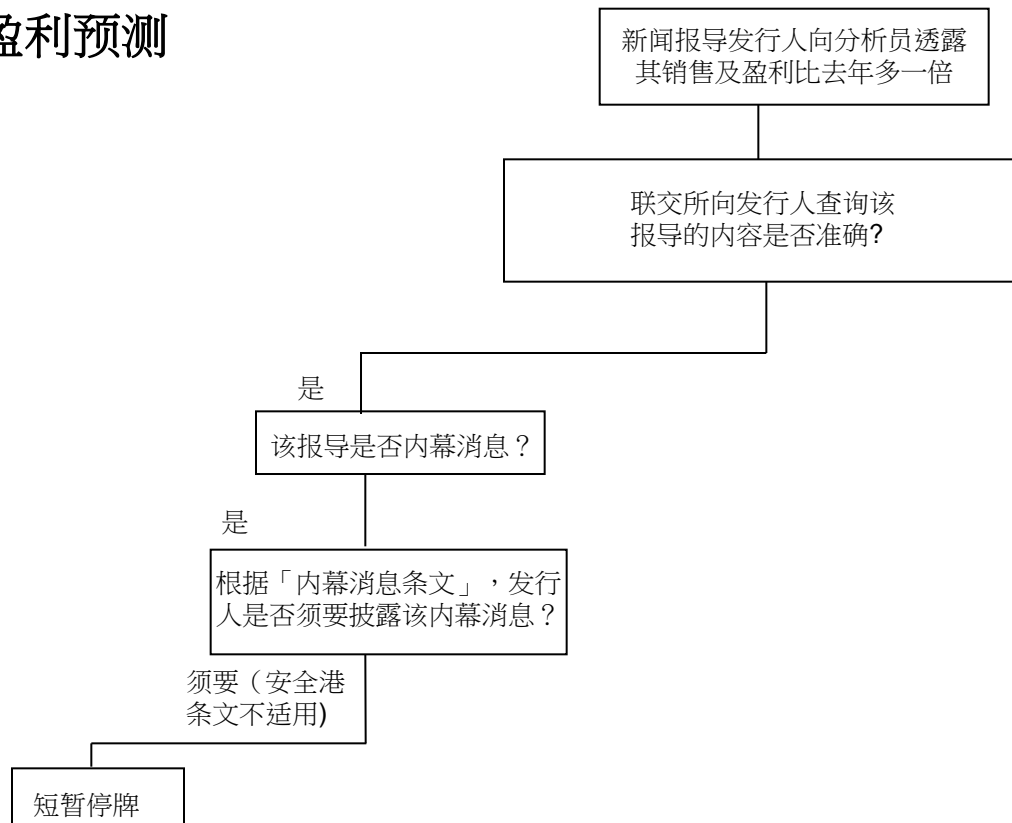 盈利预测
新闻报导发行人向分析员透露
其销售及盈利比去年多一倍
联交所向发行人查询该
报导的内容是否准确?
是
该报导是否内幕消息？
是
根据「内幕消息条文」，发行
人是否须要披露该内幕消息？
须要（安全港
条文不适用)
短暂停牌